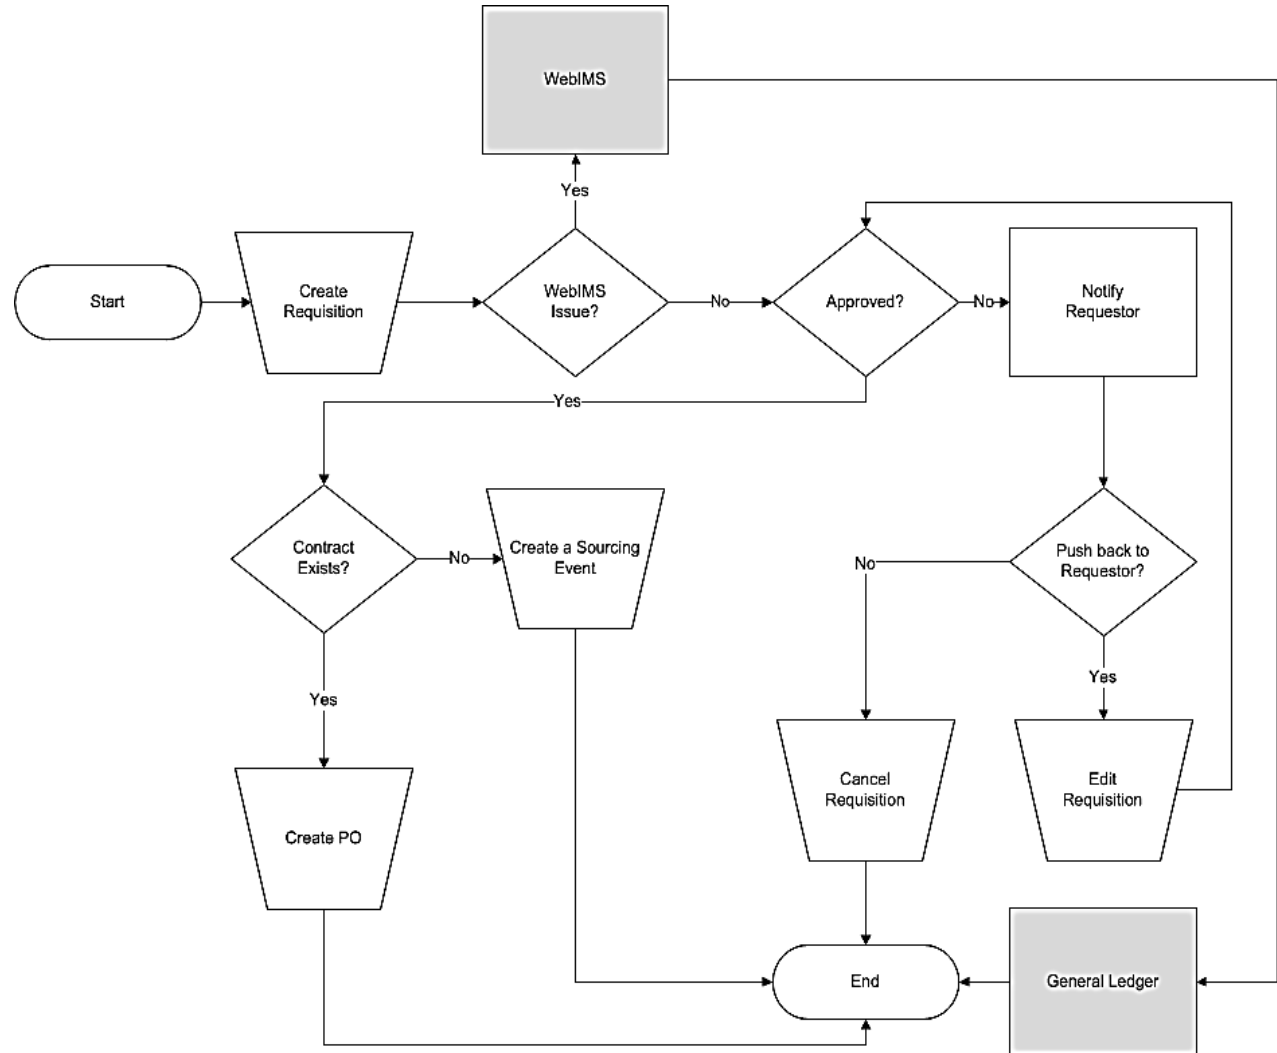 WebIMS
Yes
Start
Create
Requisition
WebIMS
Issue?
No
Approved?
No
Notify
Requestor
Yes
Contract
Exists?
No
Create a Sourcing
Event
No
Push back to
Requestor?
Yes
Yes
Cancel
Requisition
Edit
Requisition
Create PO
End
General Ledger